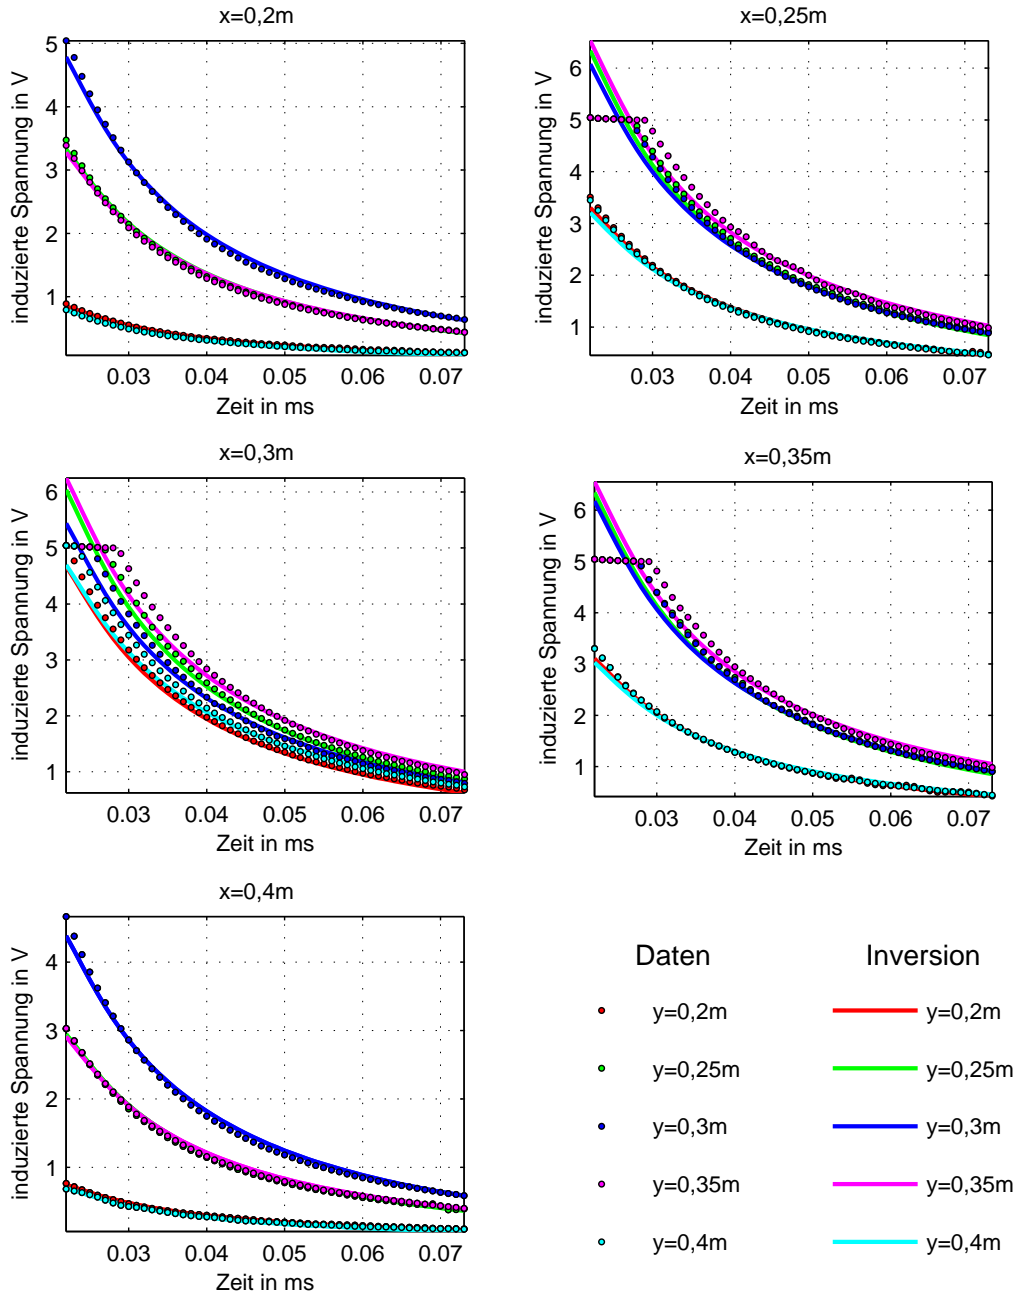 x=0,2m
induzierte Spannung in V
5
4
3
2
1
0.03 0.04 0.05 0.06 0.07
Zeit in ms
x=0,25m
induzierte Spannung in V
6
5
4
3
2
1
0.03 0.04 0.05 0.06 0.07
Zeit in ms
x=0,3m
induzierte Spannung in V
6
5
4
3
2
1
0.03 0.04 0.05 0.06 0.07
Zeit in ms
x=0,35m
induzierte Spannung in V
6
5
4
3
2
1
0.03 0.04 0.05 0.06 0.07
Zeit in ms
x=0,4m
induzierte Spannung in V
4
3
2
1
0.03 0.04 0.05 0.06 0.07
Zeit in ms
Daten Inversion
y=0,2m y=0,2m
y=0,25m y=0,25m
y=0,3m y=0,3m
y=0,35m y=0,35m
y=0,4m y=0,4m